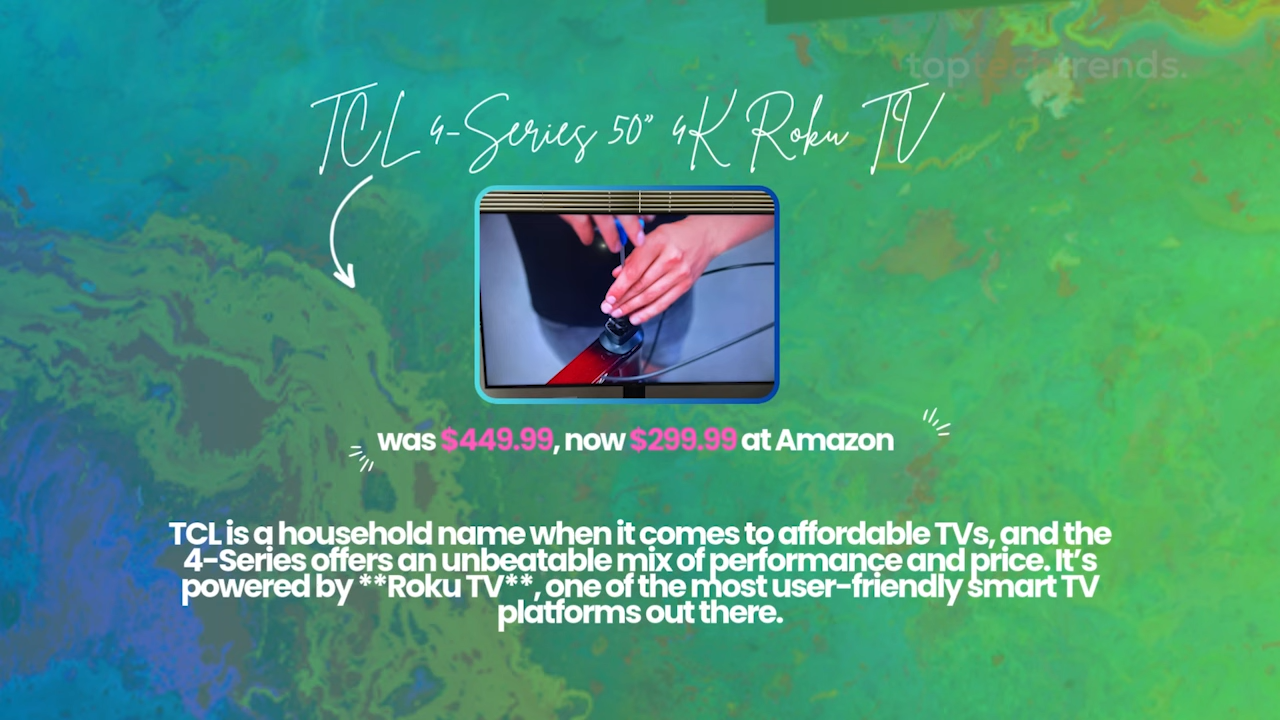 toptechtrends.
TCL 4-Series 50” 4K Roku TV
was $449.99, now $299.99 at Amazon
TCL is a household name when it comes to affordable TVs, and the
4-Series offers an unbeatable mix of performance and price. It’s
powered by **Roku TV**, one of the most user-friendly smart TV
platforms out there.